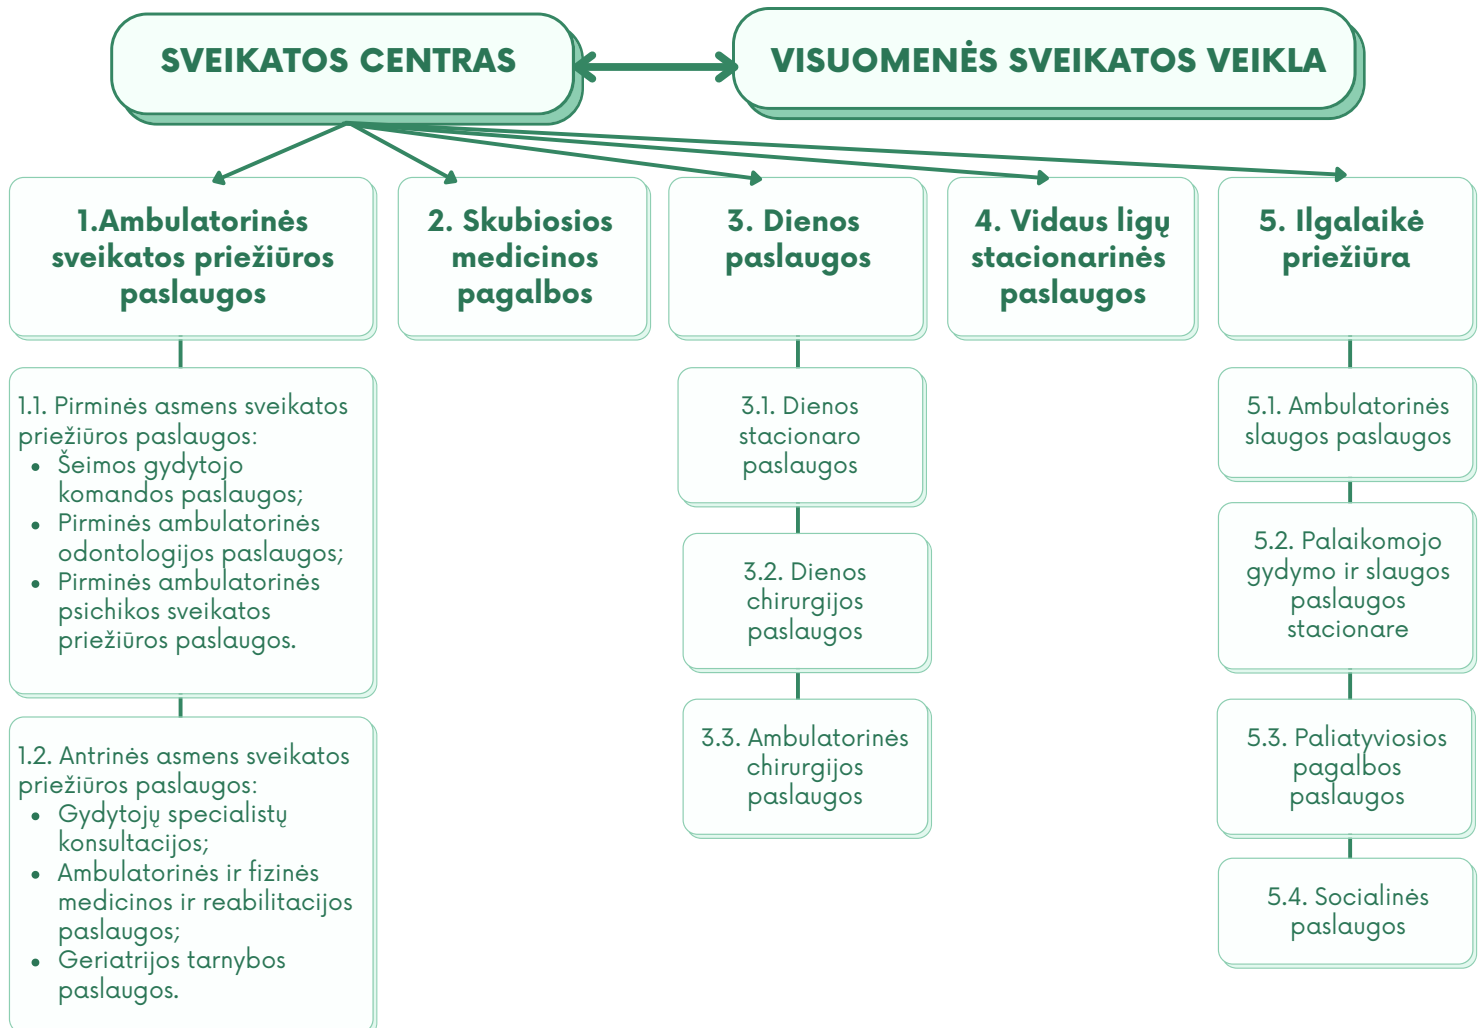 SVEIKATOS CENTRAS
VISUOMENĖS SVEIKATOS VEIKLA
1.Ambulatorinės
sveikatos priežiūros
paslaugos
2. Skubiosios
medicinos
pagalbos
3. Dienos
paslaugos
4. Vidaus ligų
stacionarinės
paslaugos
5. Ilgalaikė
priežiūra
1.1. Pirminės asmens sveikatos
priežiūros paslaugos:
• Šeimos gydytojo
komandos paslaugos;
• Pirminės ambulatorinės
odontologijos paslaugos;
• Pirminės ambulatorinės
psichikos sveikatos
priežiūros paslaugos.
1.2. Antrinės asmens sveikatos
priežiūros paslaugos:
• Gydytojų specialistų
konsultacijos;
• Ambulatorinės ir fizinės
medicinos ir reabilitacijos
paslaugos;
• Geriatrijos tarnybos
paslaugos.
3.1. Dienos
stacionaro
paslaugos
3.2. Dienos
chirurgijos
paslaugos
3.3. Ambulatorinės
chirurgijos
paslaugos
5.1. Ambulatorinės
slaugos paslaugos
5.2. Palaikomojo
gydymo ir slaugos
paslaugos
stacionare
5.3. Paliatyviosios
pagalbos
paslaugos
5.4. Socialinės
paslaugos